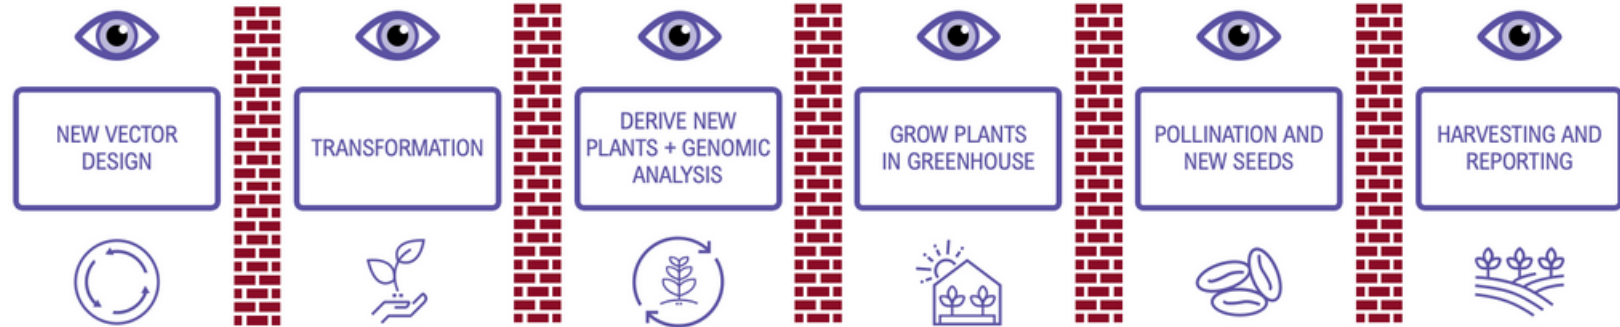 NEW VECTOR
DESIGN
TRANSFORMATION
DERIVE NEW
PLANTS + GENOMIC
ANALYSIS
GROW PLANTS
IN GREENHOUSE
POLLINATION AND
NEW SEEDS
HARVESTING AND
REPORTING